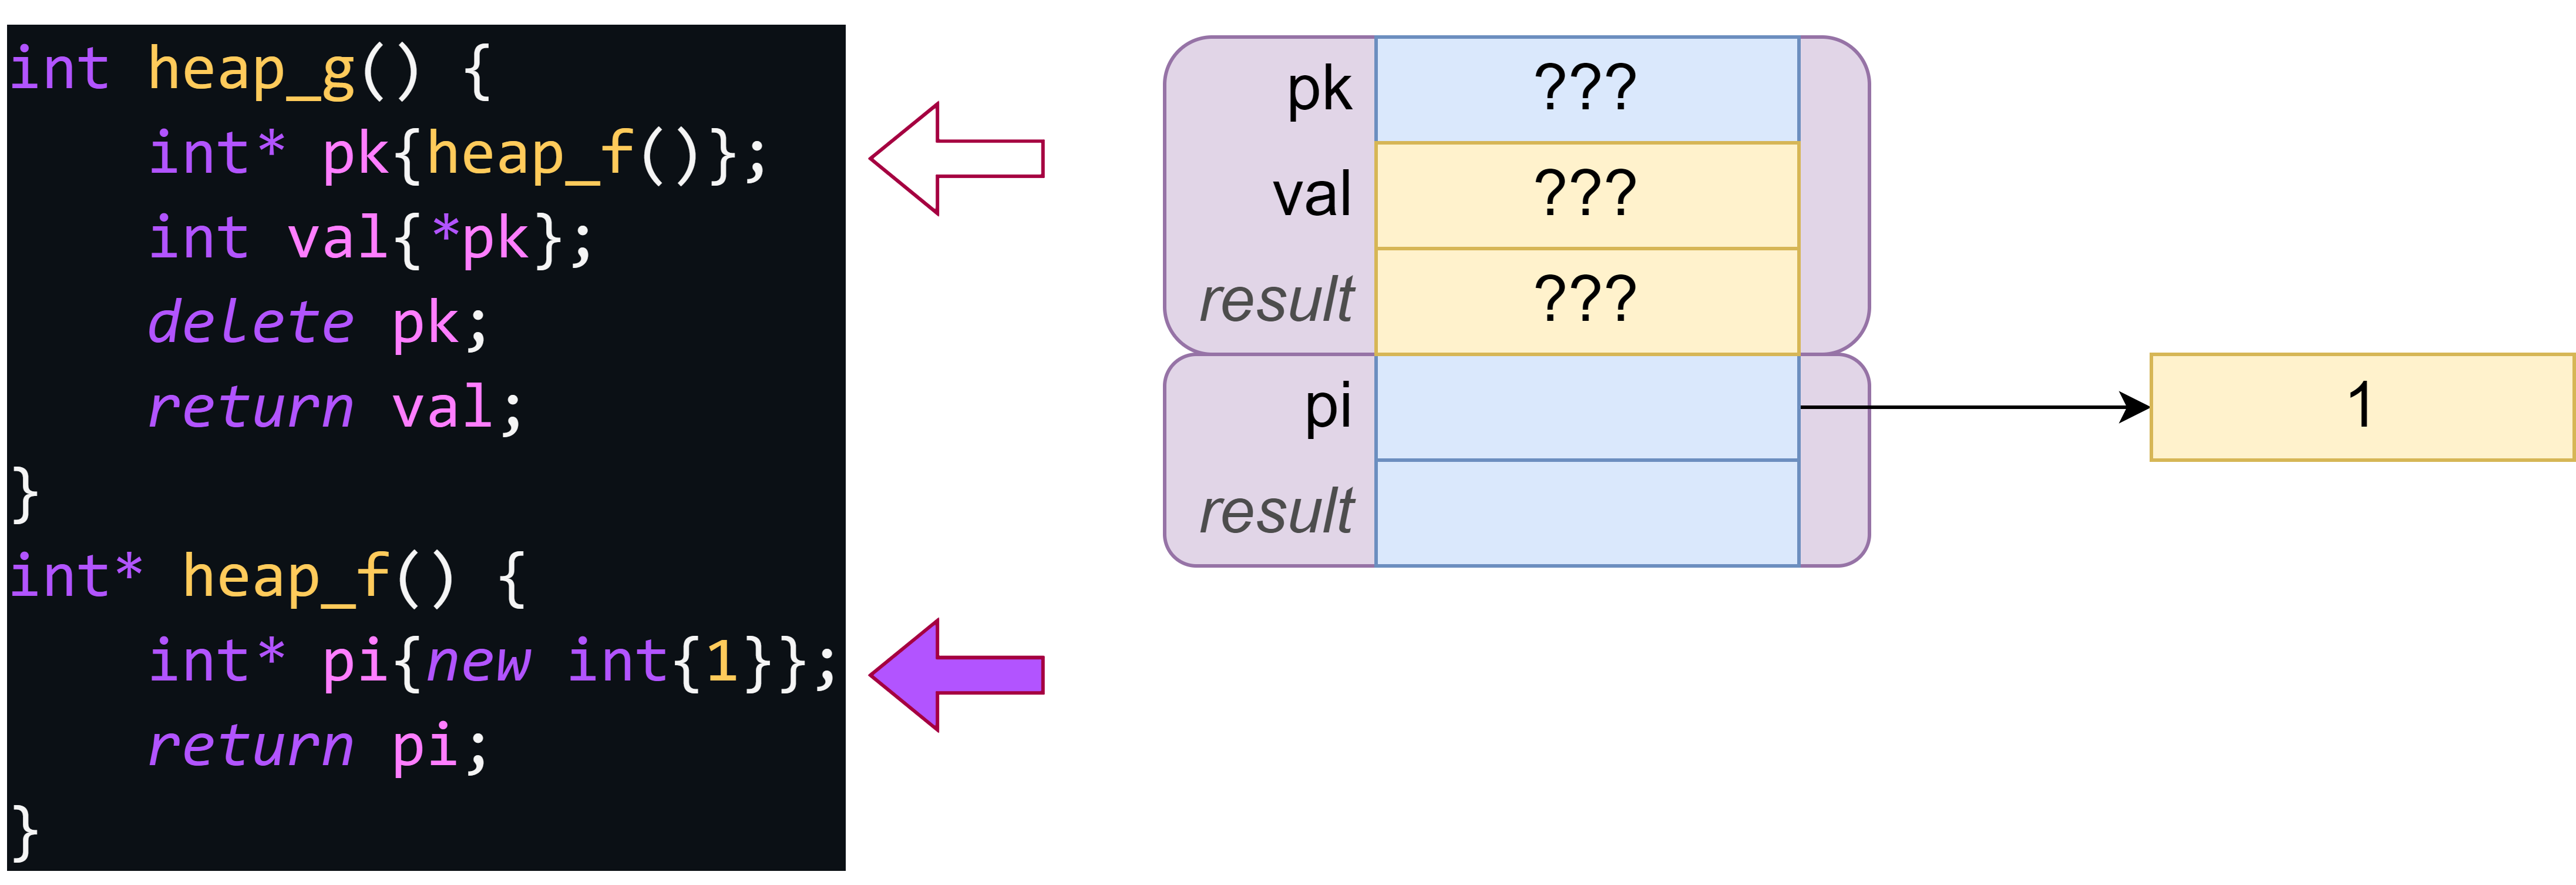 int heap_g() {
    int* pk{heap_f()};
    int val{*pk};
    delete pk;
    return val;
}
int* heap_f() {
    int* pi{new int{1}};
    return pi;
}
pk ???
val ???
result ???
pi 1
result